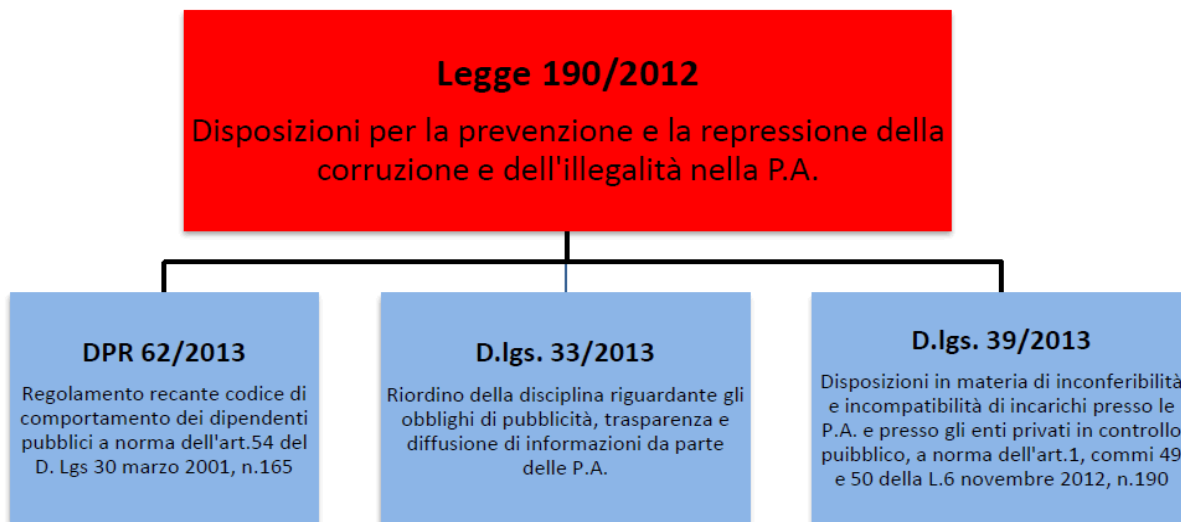 Legge 190/2012
Disposizioni per la prevenzione e la repressione della
corruzione e dell'illegalità nella P.A.
DPR 62/2013
Regolamento recante codice di
comportamento dei dipendenti
pubblici a norma dell'art.54 del
D. Lgs 30 marzo 2001, n.165
D.lgs. 33/2013
Riordino della disciplina riguardante gli
obblighi di pubblicità, trasparenza e
diffusione di informazioni da parte
delle P.A.
D.lgs. 39/2013
Disposizioni in materia di inconferibilità
e incompatibilità di incarichi presso le
P.A. e presso gli enti privati in controllo
puibblico, a norma dell'art.1, commi 49
e 50 della L.6 novembre 2012, n.190